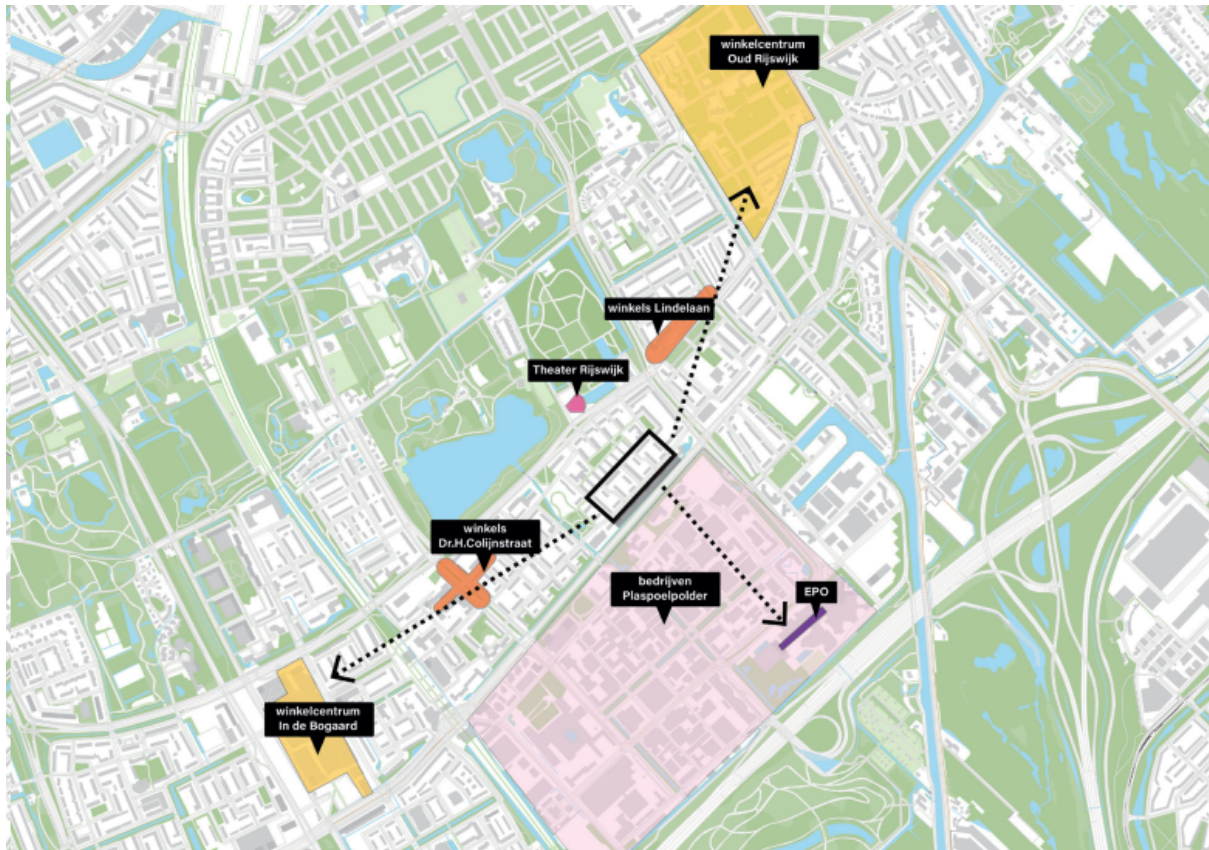 winkelcentrum
Oud Rijswijk
winkels Lindelaan
Theater Rijswijk
winkels
Dr.H.Colijnstraat
bedrijven
Plaspoelpolder
EPO
winkelcentrum
In de Bogaard